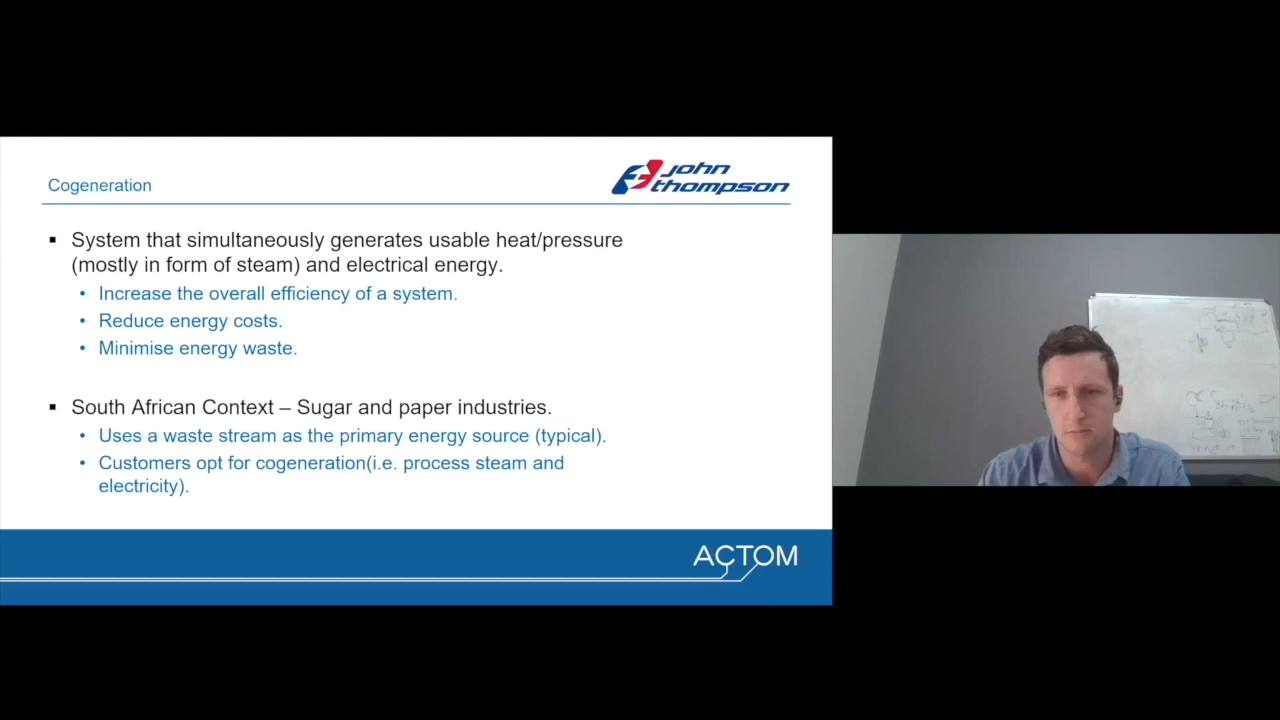 Cogeneration
john
thompson
▪ System that simultaneously generates usable heat/pressure
(mostly in form of steam) and electrical energy.
• Increase the overall efficiency of a system.
• Reduce energy costs.
• Minimise energy waste.
▪ South African Context – Sugar and paper industries.
• Uses a waste stream as the primary energy source (typical).
• Customers opt for cogeneration(i.e. process steam and
electricity).
ACTOM